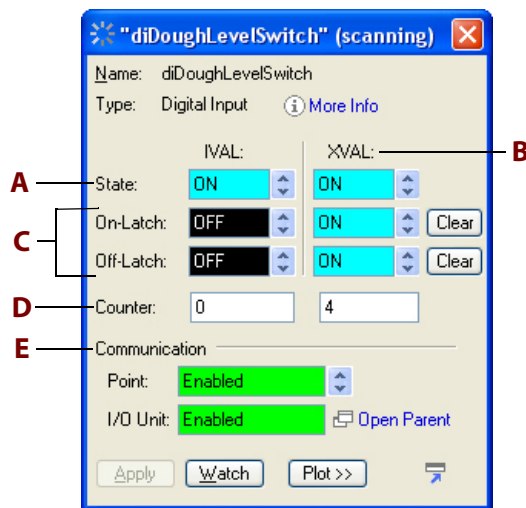 "diDoughLevelSwitch" (scanning)
Name: diDoughLevelSwitch
Type: Digital Input More Info
IVAL: XVAL: B
A State: ON ON
C
On-Latch: OFF ON Clear
Off-Latch: OFF ON Clear
D Counter: 0 4
E Communication
Point: Enabled
I/O Unit: Enabled Open Parent
Apply Watch Plot >>